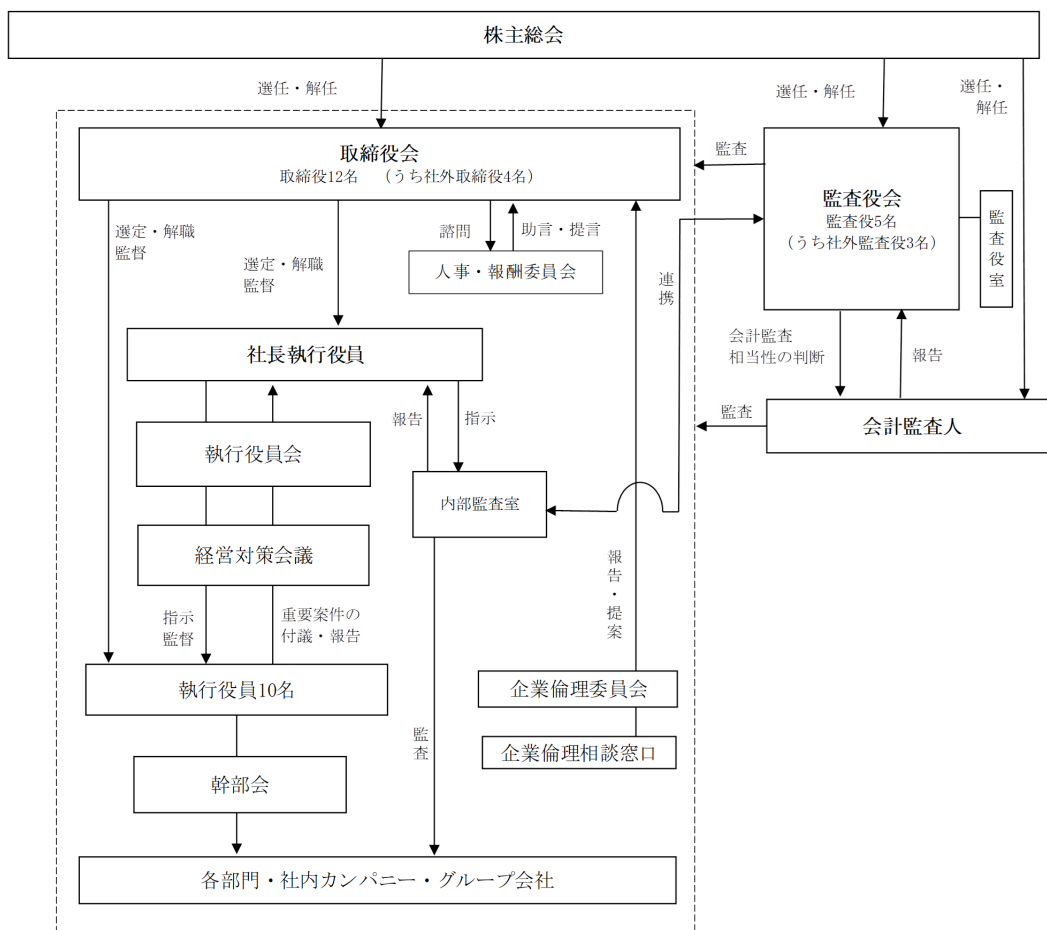 株主総会
選任・解任
選任・解任
選任・
解任
取締役会
取締役12名 （うち社外取締役4名）
監査
監査役会
監査役5名
（うち社外監査役3名）
監査役室
選定・解職
監督
選定・解職
監督
諮問
助言・提言
人事・報酬委員会
連携
社長執行役員
会計監査
相当性の判断
報告
報告
指示
監査
会計監査人
執行役員会
内部監査室
経営対策会議
報告・提案
指示
監督
重要案件の
付議・報告
執行役員10名
企業倫理委員会
監査
企業倫理相談窓口
幹部会
各部門・社内カンパニー・グループ会社